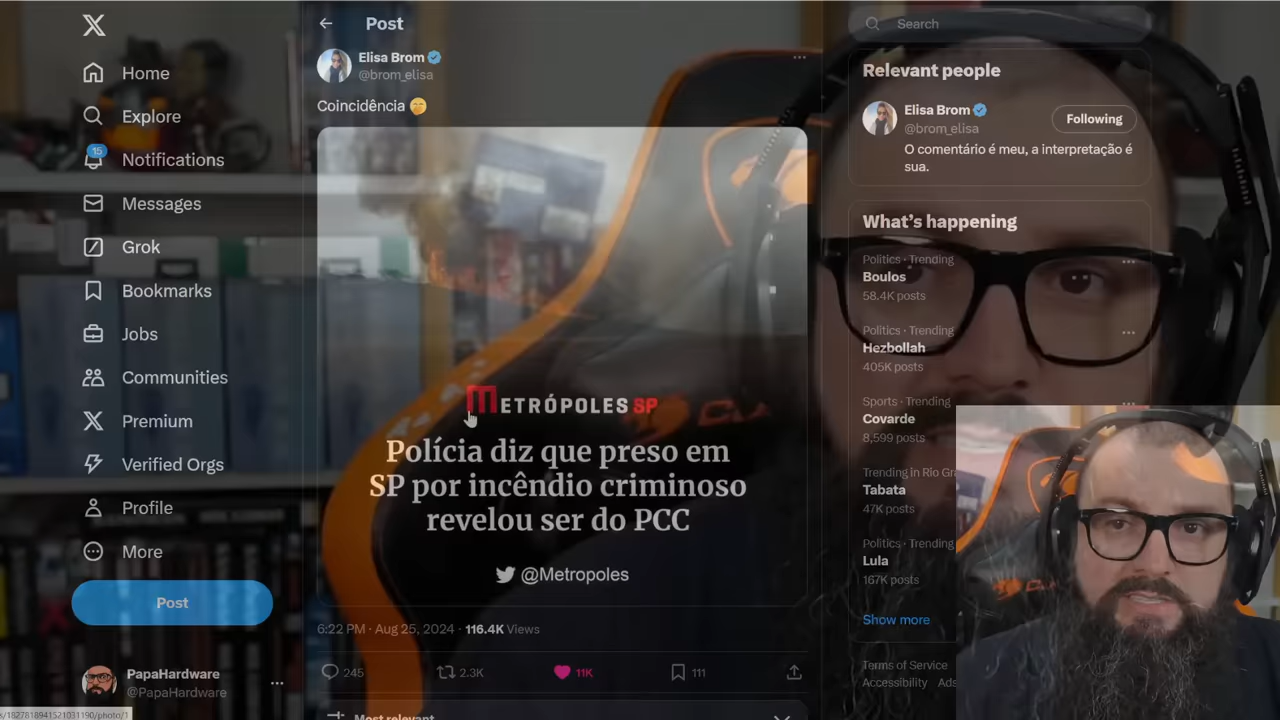 Home
Explore
15
Notifications
Messages
Grok
Bookmarks
Jobs
Communities
Premium
Verified Orgs
Profile
More
Post
PapaHardware
@PapaHardware
s/1827818941521031190/photo/1
Post
Elisa Brom
@brom_elisa
Coincidência
METRÓPOLES SP
Polícia diz que preso em
SP por incêndio criminoso
revelou ser do PCC
@Metropoles
6:22 PM · Aug 25, 2024 · 116.4K Views
245
2.3K
11K
111
Most relevant
Search
Relevant people
Elisa Brom
@brom_elisa
Following
O comentário é meu, a interpretação é
sua.
What's happening
Politics · Trending
Boulos
58.4K posts
Politics · Trending
Hezbollah
405K posts
Sports · Trending
Covarde
8,599 posts
Trending in Rio Gr
Tabata
47K posts
Politics · Trending
Lula
167K posts
Show more
Terms of Service
Accessibility Ads